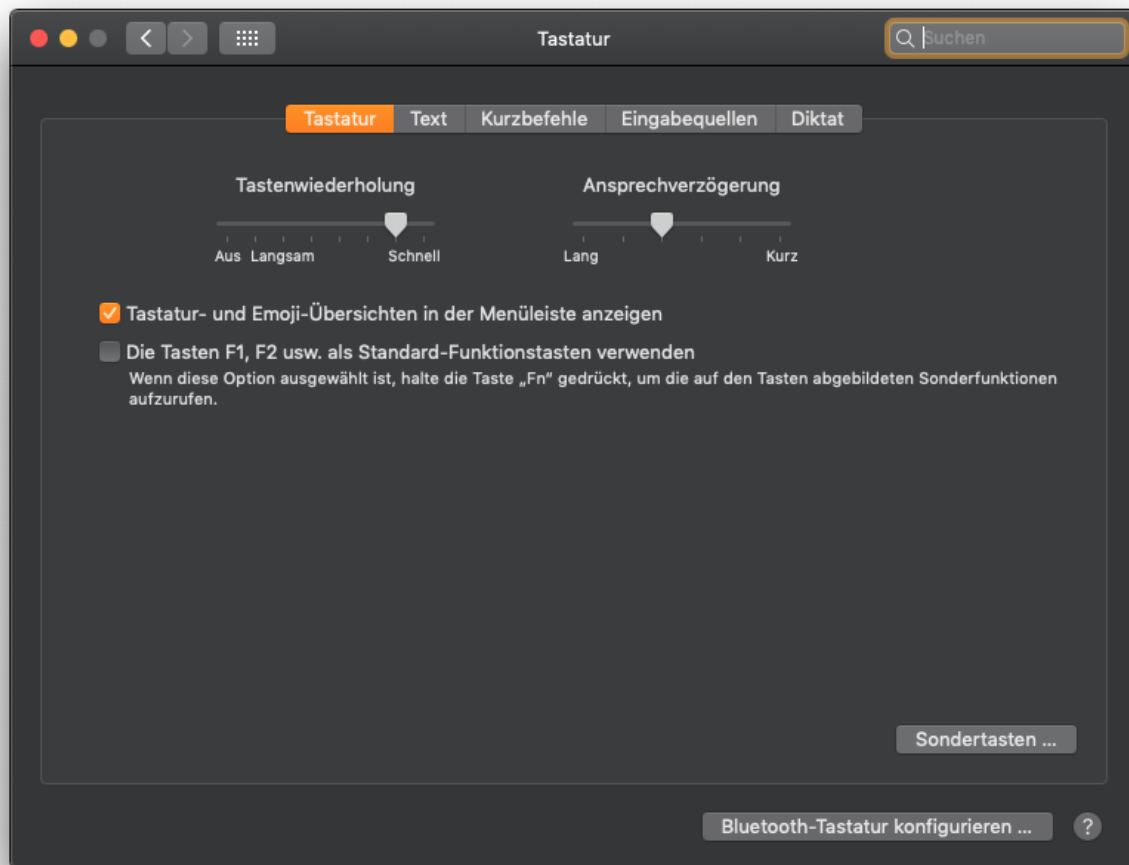 Tastatur
Suchen
Tastatur Text Kurzbefehle Eingabequellen Diktat
Tastenwiederholung Ansprechverzögerung
Aus Langsam Schnell Lang Kurz
Tastatur- und Emoji-Übersichten in der Menüleiste anzeigen
Die Tasten F1, F2 usw. als Standard-Funktionstasten verwenden
Wenn diese Option ausgewählt ist, halte die Taste „Fn“ gedrückt, um die auf den Tasten abgebildeten Sonderfunktionen
aufzurufen.
Sondertasten ...
Bluetooth-Tastatur konfigurieren ... ?